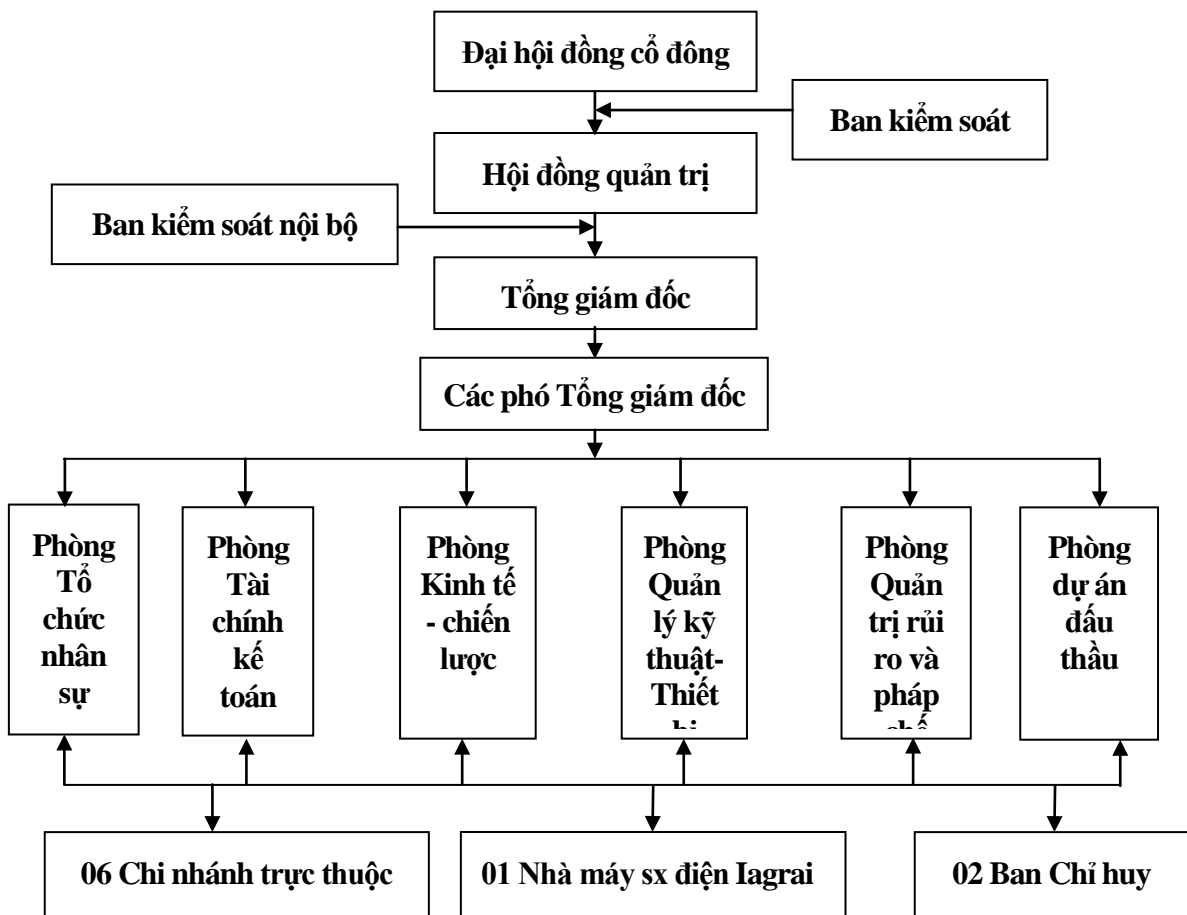 Đại hội đồng cổ đông
Ban kiểm soát
Hội đồng quản trị
Ban kiểm soát nội bộ
Tổng giám đốc
Các phó Tổng giám đốc
Phòng
Tổ
chức
nhân
sự
Phòng
Tài
chính
kế
toán
Phòng
Kinh tế
- chiến
lược
Phòng
Quản
lý kỹ
thuật-
Thiết
bị
Phòng
Quản
trị rủi
ro và
pháp
chế
Phòng
dự án
đấu
thầu
06 Chi nhánh trực thuộc
01 Nhà máy sx điện Iagrai
02 Ban Chỉ huy